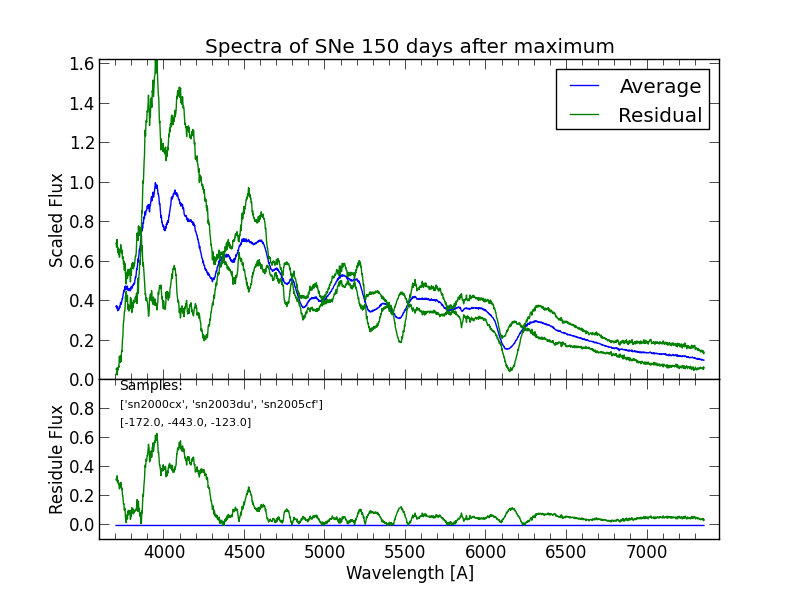 Spectra of SNe 150 days after maximum
1.6
1.4
1.2
1.0
0.8
0.6
0.4
0.2
0.0
Scaled Flux
Average
Residual
Samples:
['sn2000cx', 'sn2003du', 'sn2005cf']
[-172.0, -443.0, -123.0]
0.8
0.6
0.4
0.2
0.0
Residule Flux
4000 4500 5000 5500 6000 6500 7000
Wavelength [A]